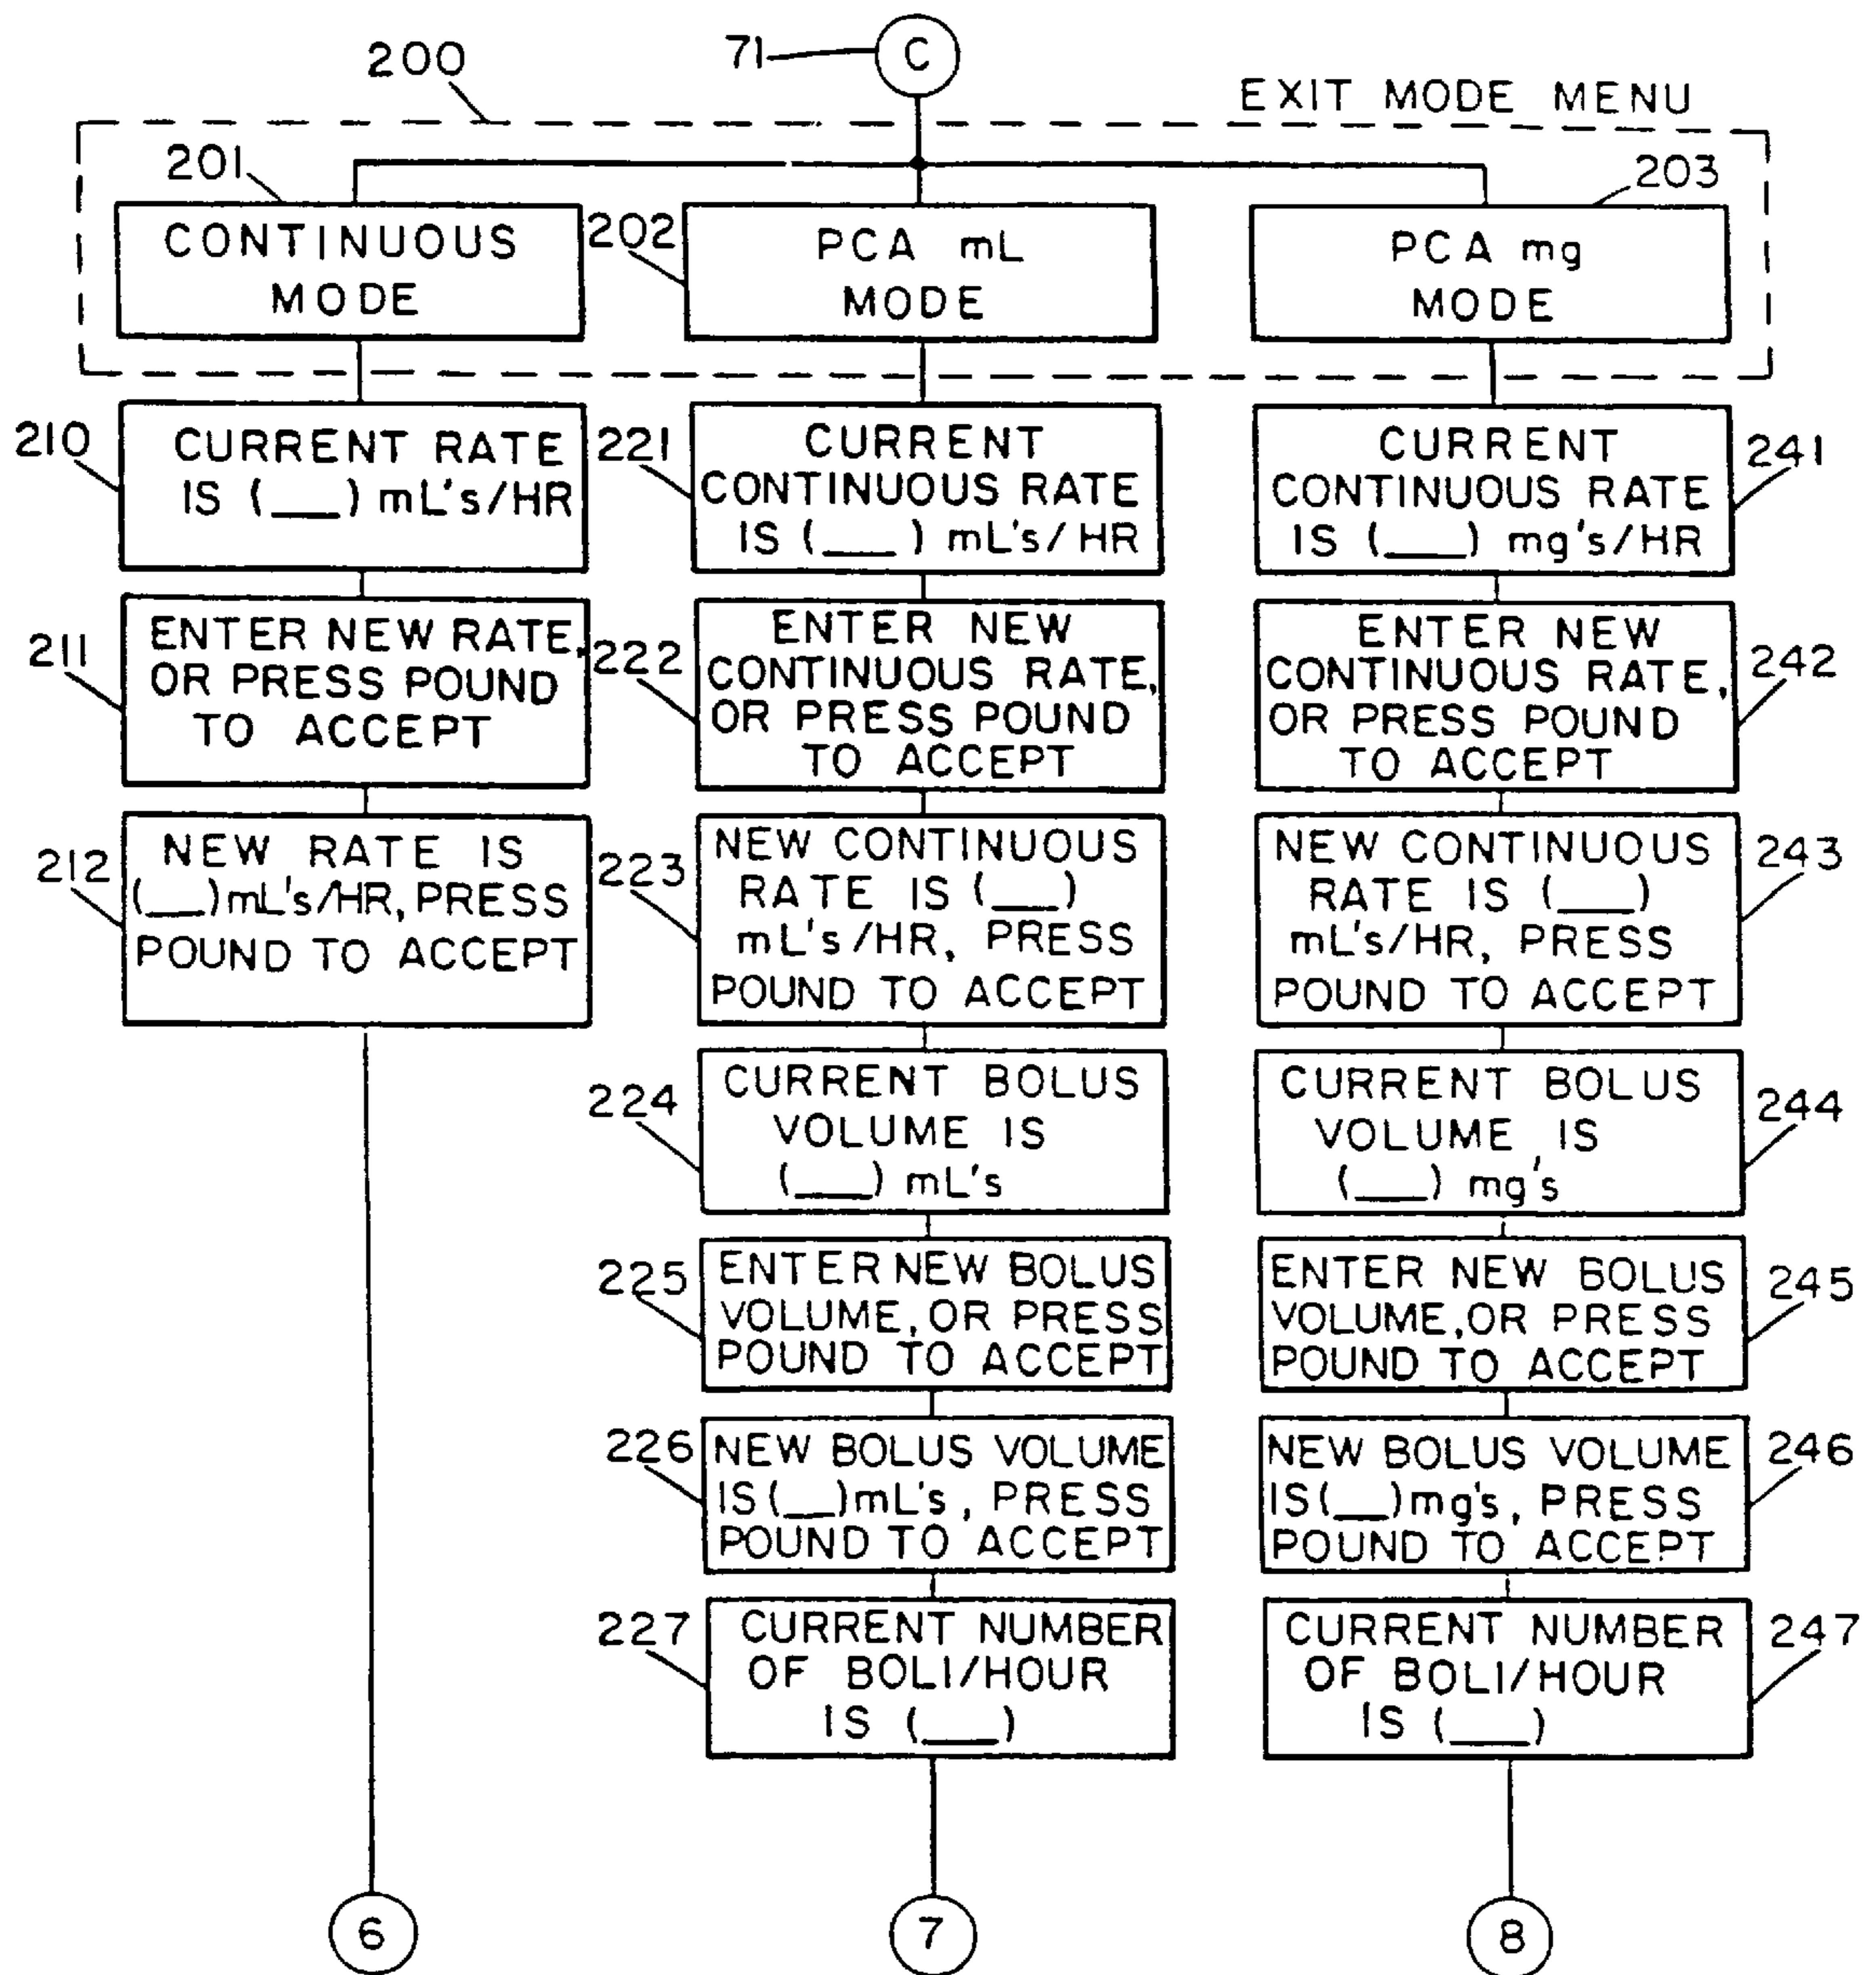 71
C
200
EXIT MODE MENU
201
CONTINUOUS
MODE
202
PCA mL
MODE
203
PCA mg
MODE
210
CURRENT RATE
IS (___) mL's/HR
211
ENTER NEW RATE,
OR PRESS POUND
TO ACCEPT
212
NEW RATE IS
(___) mL's/HR, PRESS
POUND TO ACCEPT
6
221
CURRENT
CONTINUOUS RATE
IS (___) mL's/HR
222
ENTER NEW
CONTINUOUS RATE,
OR PRESS POUND
TO ACCEPT
223
NEW CONTINUOUS
RATE IS (___)
mL's/HR, PRESS
POUND TO ACCEPT
224
CURRENT BOLUS
VOLUME IS
(___) mL's
225
ENTER NEW BOLUS
VOLUME, OR PRESS
POUND TO ACCEPT
226
NEW BOLUS VOLUME
IS (___) mL's, PRESS
POUND TO ACCEPT
227
CURRENT NUMBER
OF BOLI/HOUR
IS (___)
7
241
CURRENT
CONTINUOUS RATE
IS (___) mg's/HR
242
ENTER NEW
CONTINUOUS RATE,
OR PRESS POUND
TO ACCEPT
243
NEW CONTINUOUS
RATE IS (___)
mL's/HR, PRESS
POUND TO ACCEPT
244
CURRENT BOLUS
VOLUME IS
(___) mg's
245
ENTER NEW BOLUS
VOLUME, OR PRESS
POUND TO ACCEPT
246
NEW BOLUS VOLUME
IS (___) mg's, PRESS
POUND TO ACCEPT
247
CURRENT NUMBER
OF BOLI/HOUR
IS (___)
8